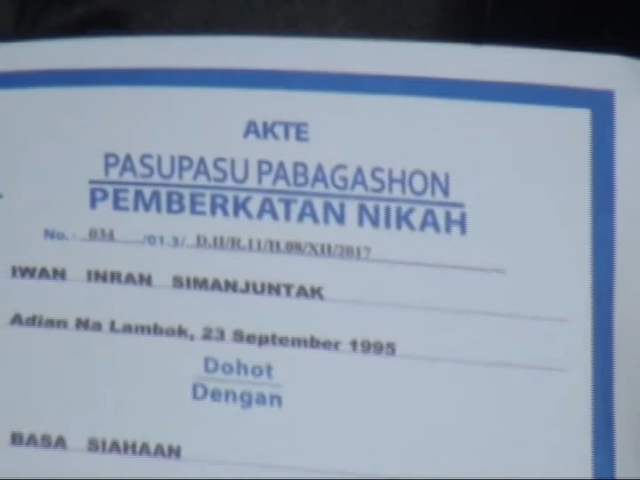 AKTE
PASUPASU PABAGASHON
PEMBERKATAN NIKAH
No. 034 /01.3/ D.II/R.11/H.08/XII/2017
IWAN INRAN SIMANJUNTAK
Adian Na Lambok, 23 September 1995
Dohot
Dengan
BASA SIAHAAN